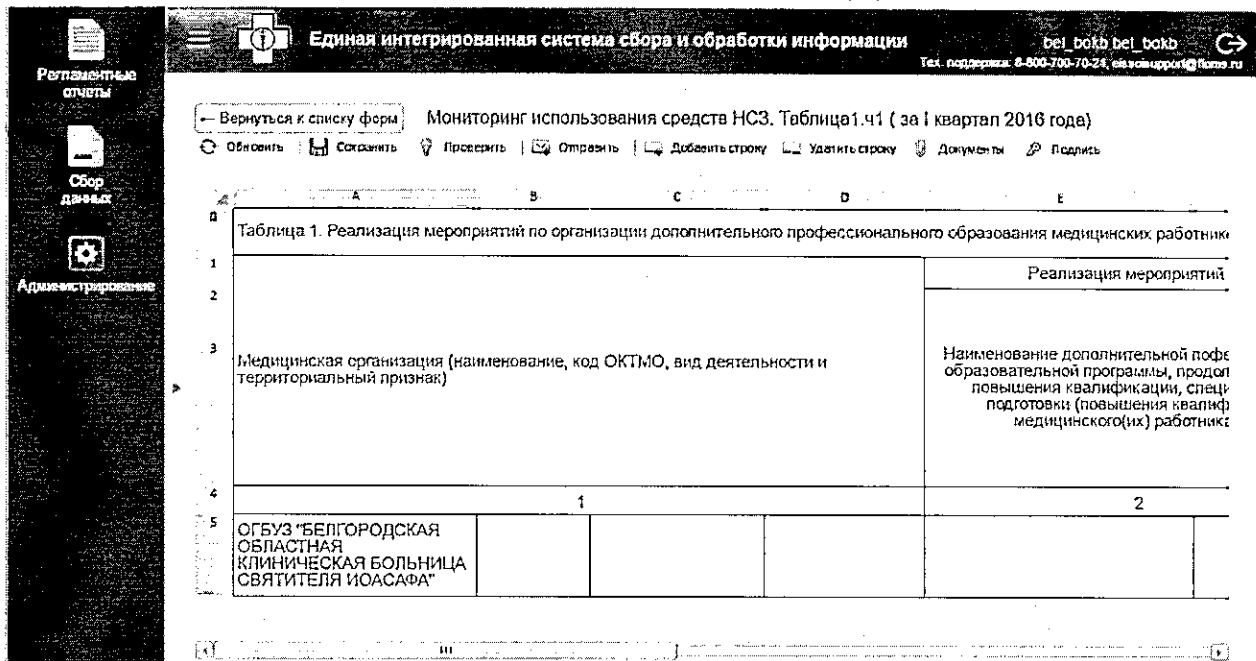 Единая интегрированная система сбора и обработки информации
bel_bokb bel_bokb
Тех. поддержка: 8-800-700-70-21,
Регламентные
отчеты
Сбор
данных
Администрирование
← Вернуться к списку форм
Мониторинг использования средств НСЗ. Таблица1.ч1 ( за I квартал 2016 года)
Обновить Сохранить Проверить Отправить Добавить строку Удалить строку Документы Подпись
A B C D E
0 Таблица 1. Реализация мероприятий по организации дополнительного профессионального образования медицинских работник
1 Реализация мероприятий
2
3 Медицинская организация (наименование, код ОКТМО, вид деятельности и
территориальный признак)
Наименование дополнительной пофе
образовательной программы, продол
повышения квалификации, специ
подготовки (повышения квалиф
медицинского(их) работника
4 1 2
5 ОГБУЗ "БЕЛГОРОДСКАЯ
ОБЛАСТНАЯ
КЛИНИЧЕСКАЯ БОЛЬНИЦА
СВЯТИТЕЛЯ ИОАСАФА"